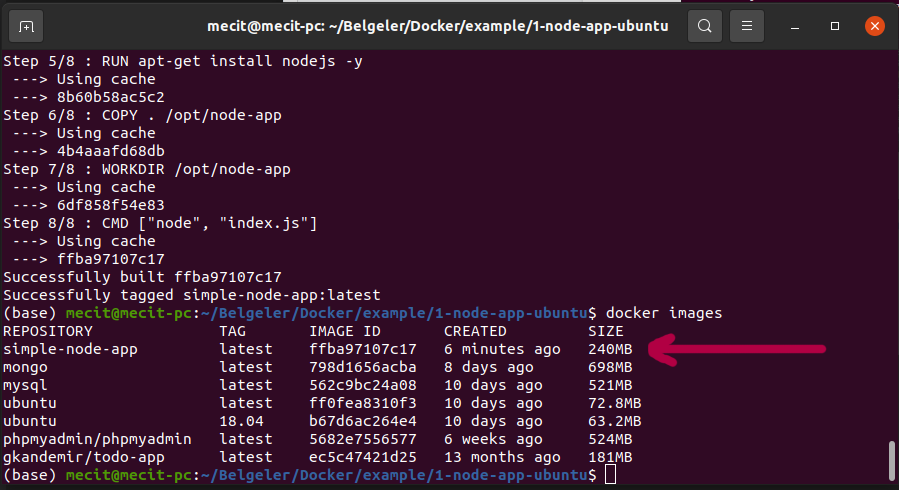 mecit@mecit-pc: ~/Belgeler/Docker/example/1-node-app-ubuntu
Step 5/8 : RUN apt-get install nodejs -y
 ---> Using cache
 ---> 8b60b58ac5c2
Step 6/8 : COPY . /opt/node-app
 ---> Using cache
 ---> 4b4aaafd68db
Step 7/8 : WORKDIR /opt/node-app
 ---> Using cache
 ---> 6df858f54e83
Step 8/8 : CMD ["node", "index.js"]
 ---> Using cache
 ---> ffba97107c17
Successfully built ffba97107c17
Successfully tagged simple-node-app:latest
(base) mecit@mecit-pc:~/Belgeler/Docker/example/1-node-app-ubuntu$ docker images
REPOSITORY              TAG       IMAGE ID       CREATED         SIZE
simple-node-app         latest    ffba97107c17   6 minutes ago   240MB
mongo                   latest    798d1656acba   8 days ago      698MB
mysql                   latest    562c9bc24a08   10 days ago     521MB
ubuntu                  latest    ff0fea8310f3   10 days ago     72.8MB
ubuntu                  18.04     b67d6ac264e4   10 days ago     63.2MB
phpmyadmin/phpmyadmin   latest    5682e7556577   6 weeks ago     524MB
gkandemir/todo-app      latest    ec5c47421d25   13 months ago   181MB
(base) mecit@mecit-pc:~/Belgeler/Docker/example/1-node-app-ubuntu$